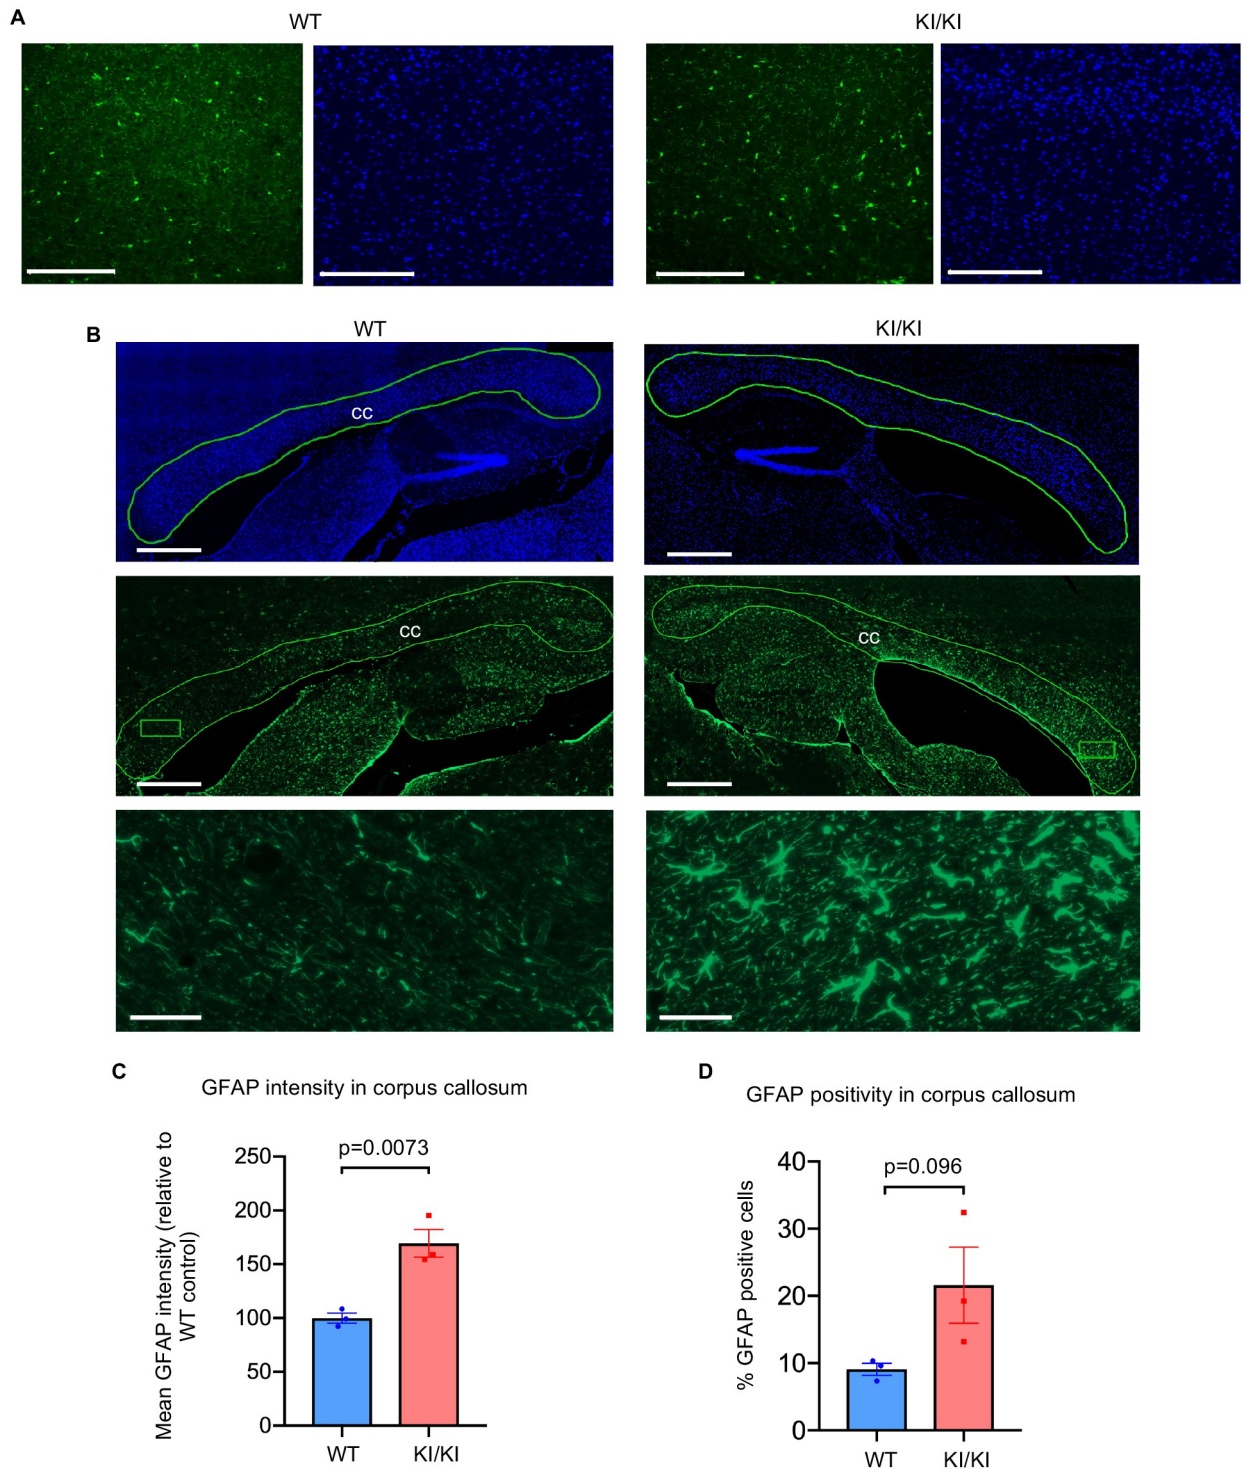 A
WT
KI/KI
B
WT
KI/KI
cc
cc
cc
C
GFAP intensity in corpus callosum
Mean GFAP intensity (relative to
WT control)
250
200
150
100
50
0
p=0.0073
WT
KI/KI
D
GFAP positivity in corpus callosum
% GFAP positive cells
40
30
20
10
0
p=0.096
WT
KI/KI